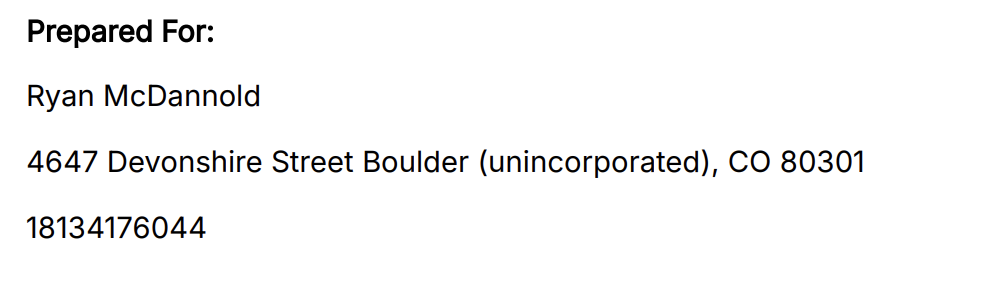 Prepared For:
Ryan McDannold
4647 Devonshire Street Boulder (unincorporated), CO 80301
18134176044